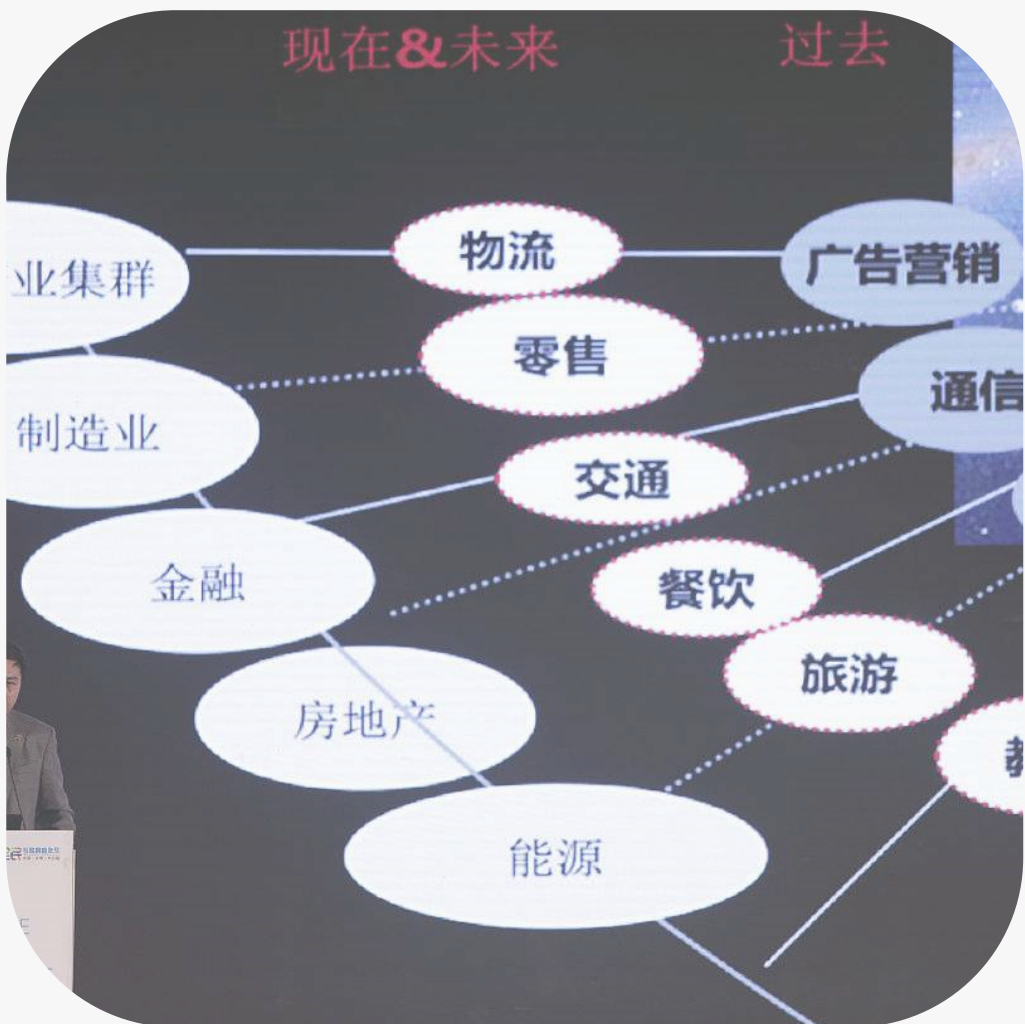 现在&未来 过去
物流
广告营销
业集群
零售
通信
制造业
交通
金融
餐饮
旅游
房地产
能源